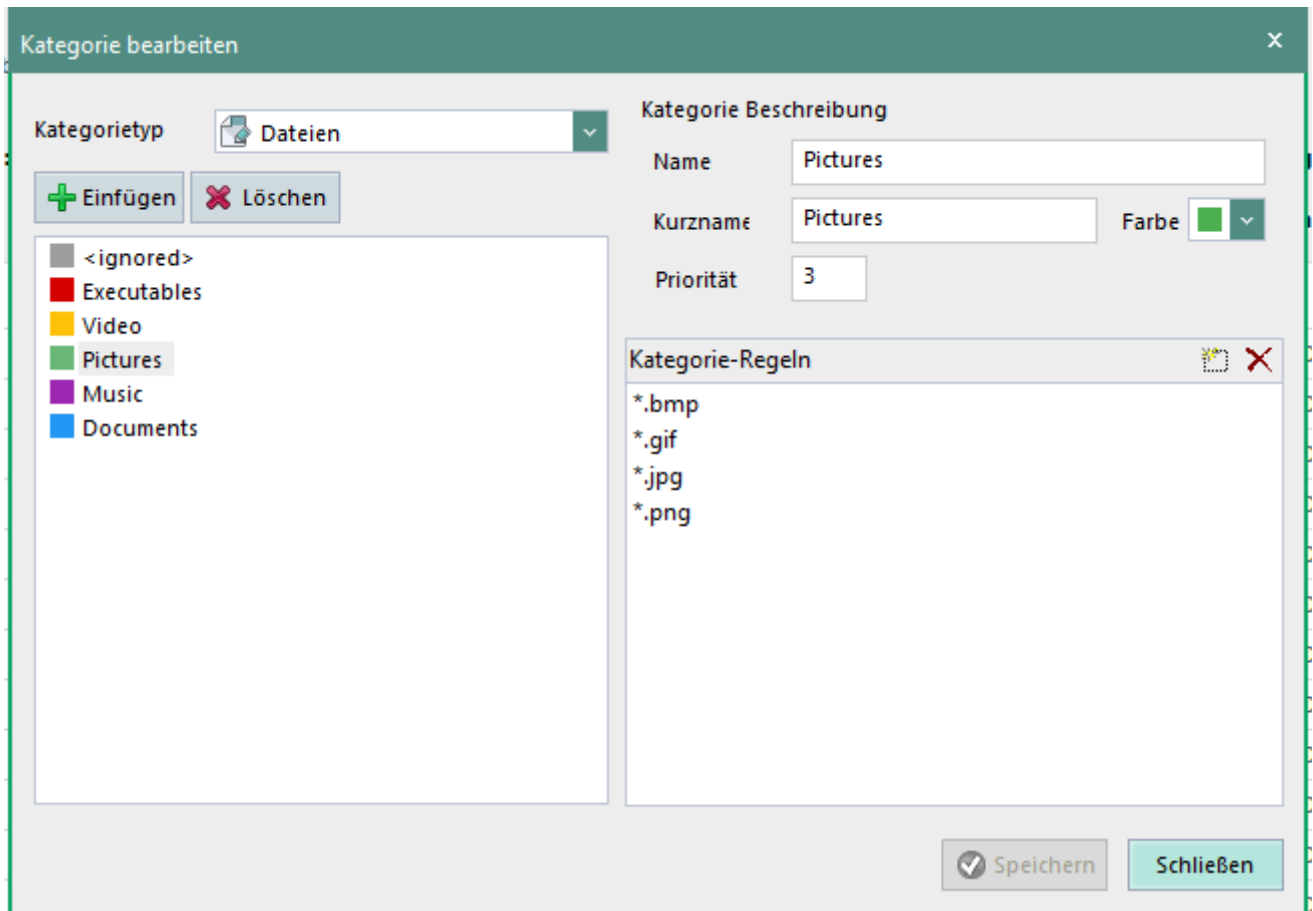 Kategorie bearbeiten
x
Kategorietyp
Dateien
Einfügen
Löschen
<ignored>
Executables
Video
Pictures
Music
Documents
Kategorie Beschreibung
Name
Pictures
Kurzname
Pictures
Farbe
Priorität
3
Kategorie-Regeln
*.bmp
*.gif
*.jpg
*.png
Speichern
Schließen